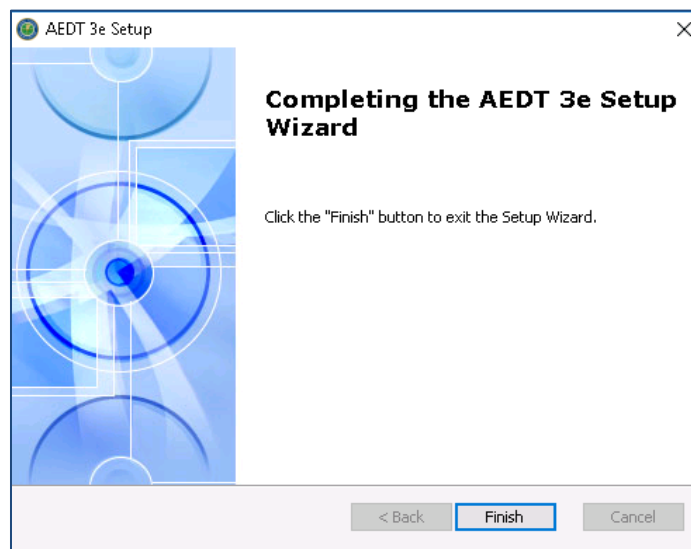 AEDT 3e Setup
Completing the AEDT 3e Setup
Wizard
Click the "Finish" button to exit the Setup Wizard.
< Back
Finish
Cancel